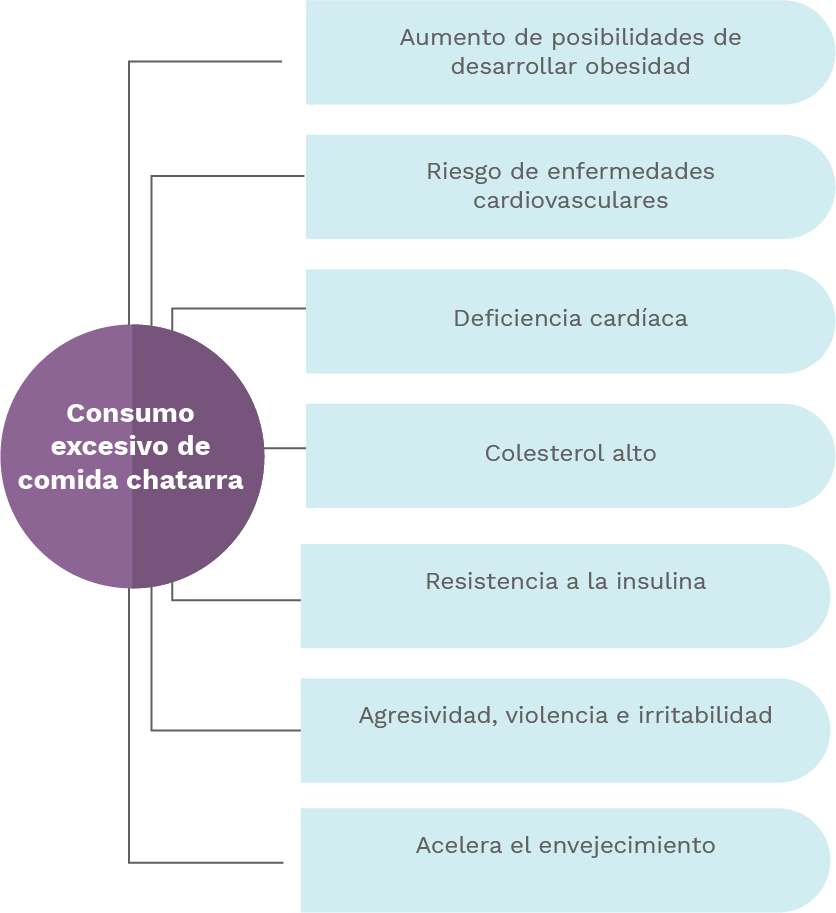 Aumento de posibilidades de
desarrollar obesidad
Riesgo de enfermedades
cardiovasculares
Deficiencia cardíaca
Consumo
excesivo de
comida chatarra
Colesterol alto
Resistencia a la insulina
Agresividad, violencia e irritabilidad
Acelera el envejecimiento